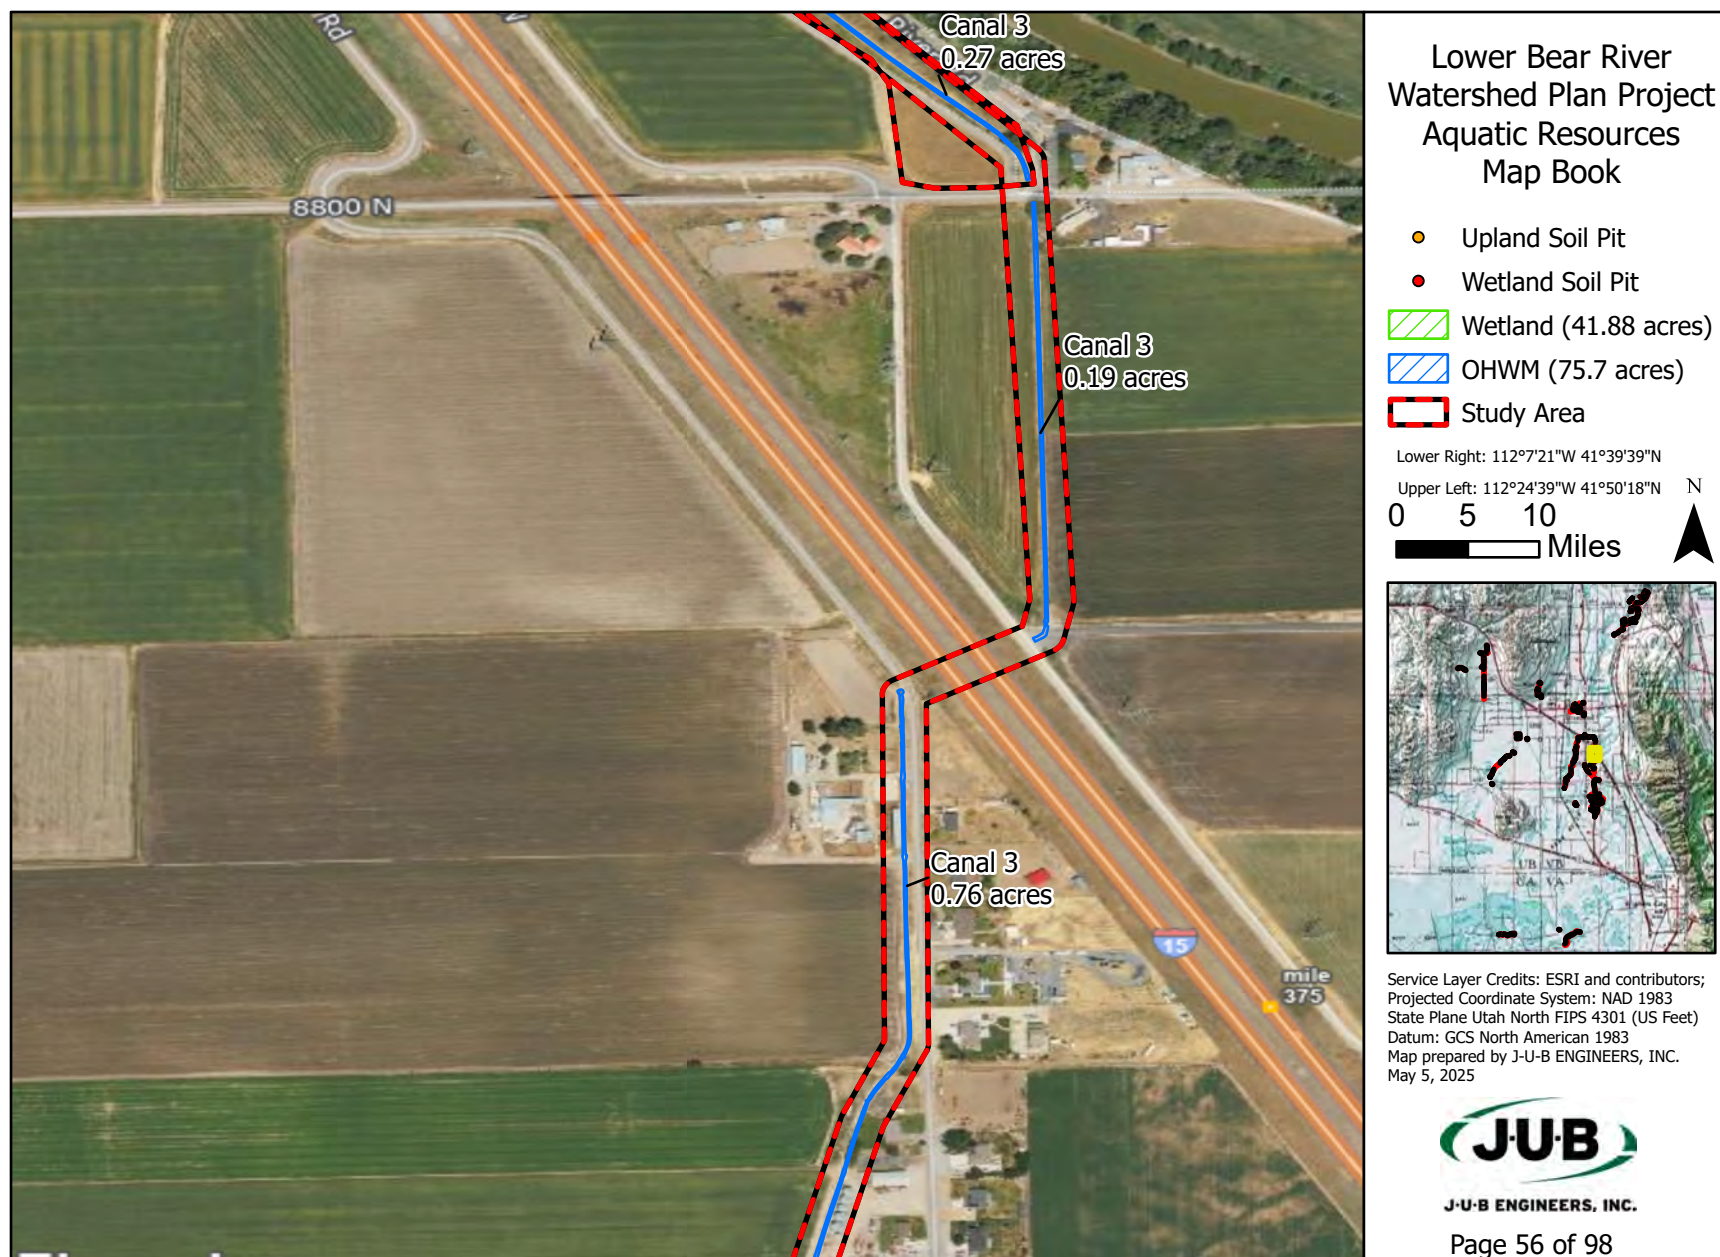 Canal 3
0.27 acres
Rd
8800 N
Canal 3
0.19 acres
Canal 3
0.76 acres
15
mile
375
Lower Bear River
Watershed Plan Project
Aquatic Resources
Map Book
Upland Soil Pit
Wetland Soil Pit
Wetland (41.88 acres)
OHWM (75.7 acres)
Study Area
Lower Right: 112°7'21"W 41°39'39"N
Upper Left: 112°24'39"W 41°50'18"N
N
0 5 10
Miles
Service Layer Credits: ESRI and contributors;
Projected Coordinate System: NAD 1983
State Plane Utah North FIPS 4301 (US Feet)
Datum: GCS North American 1983
Map prepared by J-U-B ENGINEERS, INC.
May 5, 2025
J·U·B
J·U·B ENGINEERS, INC.
Page 56 of 98